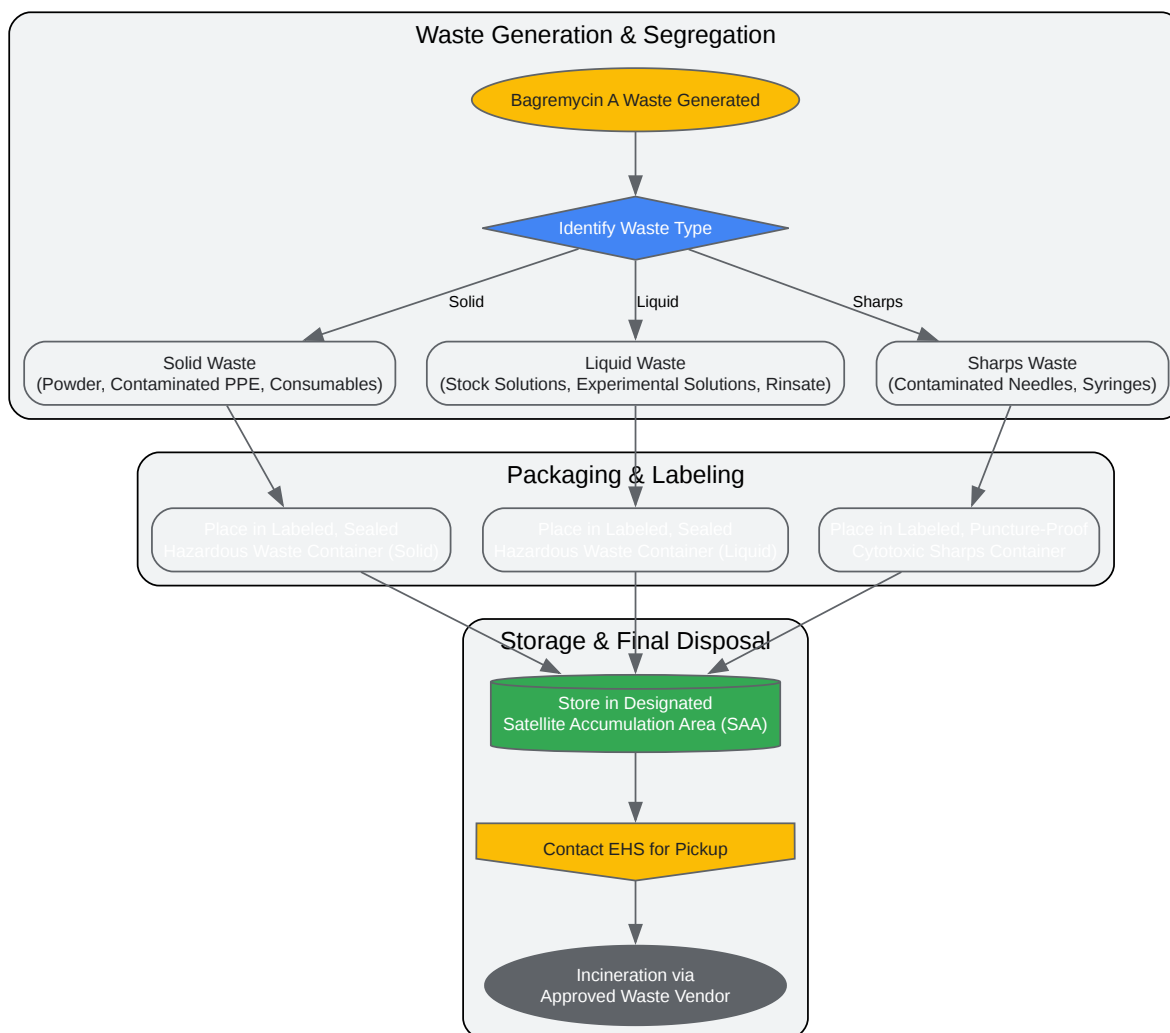 Waste Generation & Segregation
Bagremycin A Waste Generated
Identify Waste Type
Solid
Liquid
Sharps
Solid Waste
(Powder, Contaminated PPE, Consumables)
Liquid Waste
(Stock Solutions, Experimental Solutions, Rinsate)
Sharps Waste
(Contaminated Needles, Syringes)
Packaging & Labeling
Place in Labeled, Sealed
Hazardous Waste Container (Solid)
Place in Labeled, Sealed
Hazardous Waste Container (Liquid)
Place in Labeled, Puncture-Proof
Cytotoxic Sharps Container
Storage & Final Disposal
Store in Designated
Satellite Accumulation Area (SAA)
Contact EHS for Pickup
Incineration via
Approved Waste Vendor